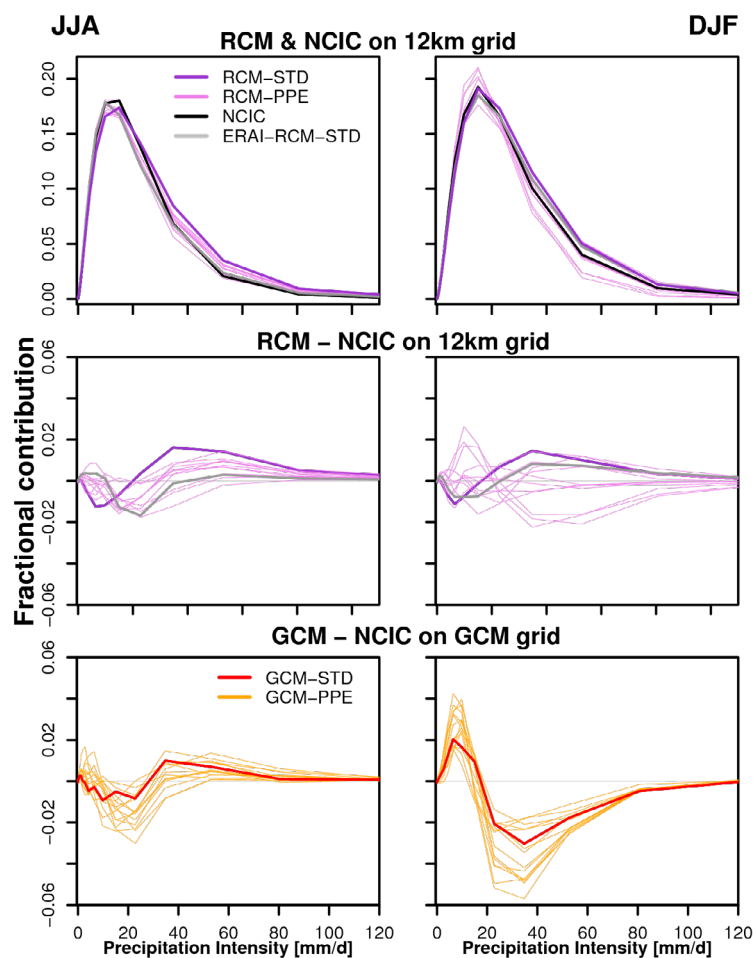 JJA DJF
RCM & NCIC on 12km grid
RCM−STD
RCM−PPE
NCIC
ERAI−RCM−STD
0.20
0.15
0.10
0.05
0.00
RCM − NCIC on 12km grid
0.06
0.02
−0.02
−0.06
Fractional contribution
GCM − NCIC on GCM grid
GCM−STD
GCM−PPE
0.06
0.02
−0.02
−0.06
0 20 40 60 80 100 120 0 20 40 60 80 100 120
Precipitation Intensity [mm/d] Precipitation Intensity [mm/d]